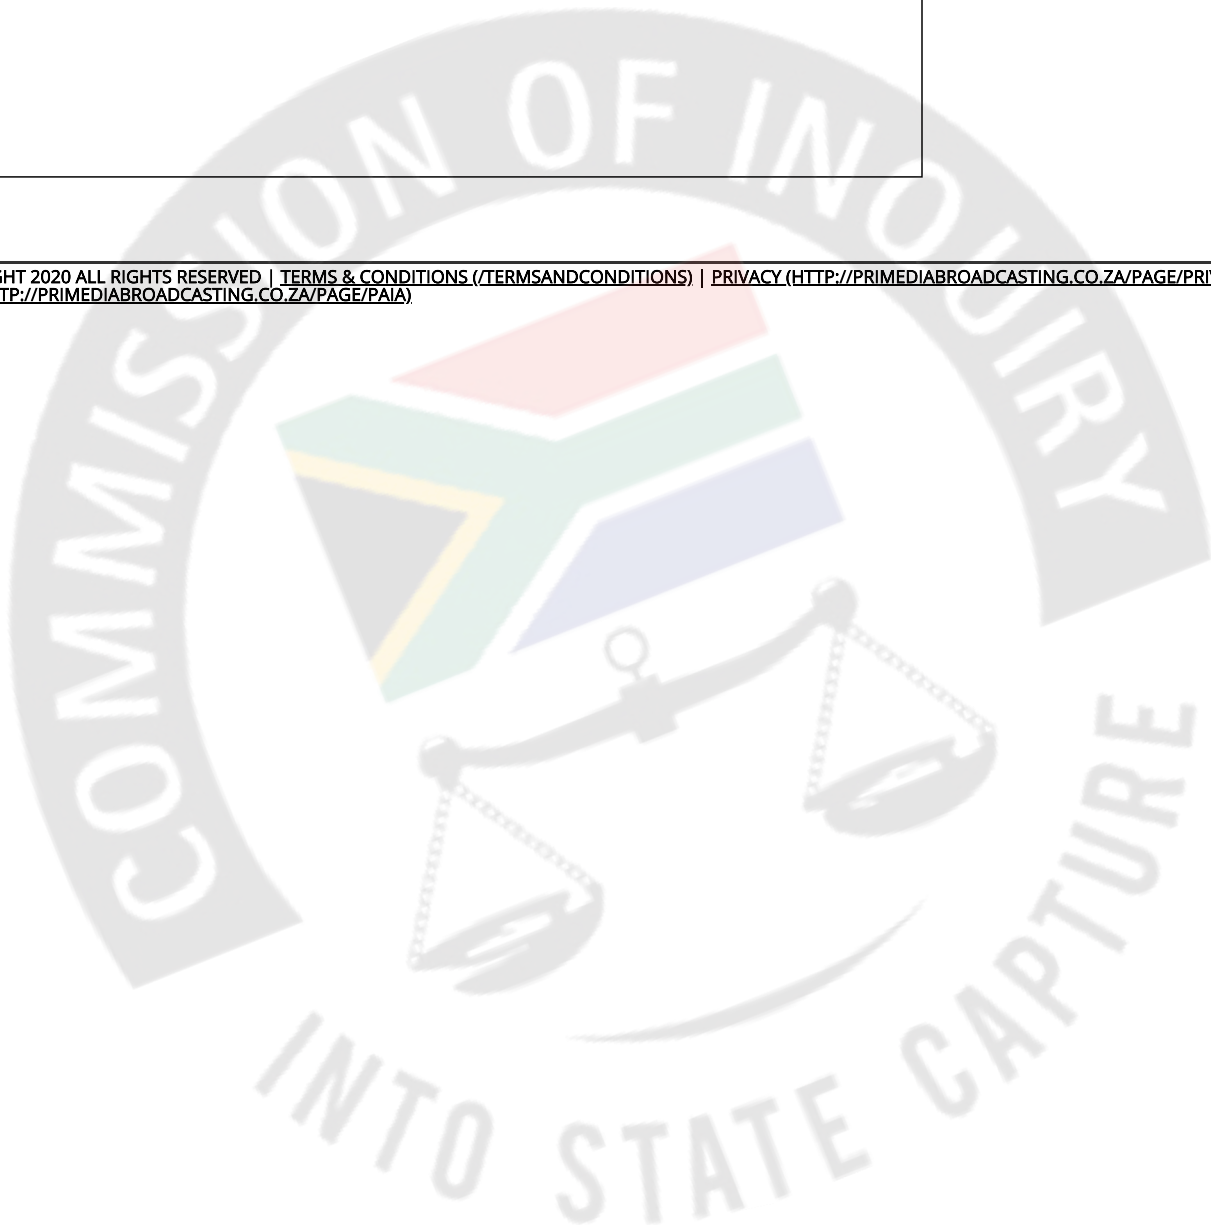 COMMISSION OF INQUIRY
GHT 2020 ALL RIGHTS RESERVED | TERMS & CONDITIONS (/TERMSANDCONDITIONS) | PRIVACY (HTTP://PRIMEDIABROADCASTING.CO.ZA/PAGE/PRIV
TP://PRIMEDIABROADCASTING.CO.ZA/PAGE/PAIA)
INTO STATE CAPTURE